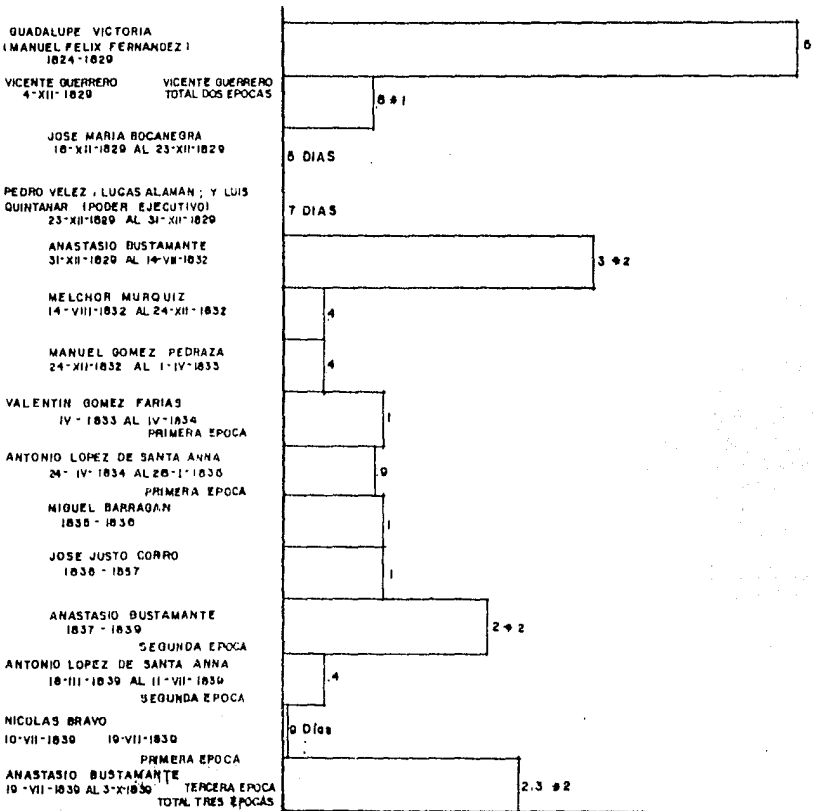 GUADALUPE VICTORIA
(MANUEL FELIX FERNANDEZ)
1824-1829
5
VICENTE GUERRERO VICENTE GUERRERO
4-XII-1829 TOTAL DOS EPOCAS
8 #1
JOSE MARIA BOCANEGRA
18-XII-1829 AL 23-XII-1829
5 DIAS
PEDRO VELEZ, LUCAS ALAMAN; Y LUIS
QUINTANAR (PODER EJECUTIVO)
23-XII-1829 AL 31-XII-1829
7 DIAS
ANASTASIO BUSTAMANTE
31-XII-1829 AL 14-VIII-1832
3 #2
MELCHOR MURQUIZ
14-VIII-1832 AL 24-XII-1832
.4
MANUEL GOMEZ PEDRAZA
24-XII-1832 AL 1-IV-1833
.4
VALENTIN GOMEZ FARIAS
IV-1833 AL IV-1834
PRIMERA EPOCA
1
ANTONIO LOPEZ DE SANTA ANNA
24-IV-1834 AL 28-I-1835
PRIMERA EPOCA
.9
MIGUEL BARRAGAN
1835-1836
1
JOSE JUSTO CORRO
1836-1837
1
ANASTASIO BUSTAMANTE
1837-1839
SEGUNDA EPOCA
2 #2
ANTONIO LOPEZ DE SANTA ANNA
18-III-1839 AL 11-VII-1839
SEGUNDA EPOCA
.4
NICOLAS BRAVO
10-VII-1839 19-VII-1839
PRIMERA EPOCA
9 Días
ANASTASIO BUSTAMANTE
19-VII-1839 AL 3-X-1839 TERCERA EPOCA
TOTAL TRES EPOCAS
2.3 #2